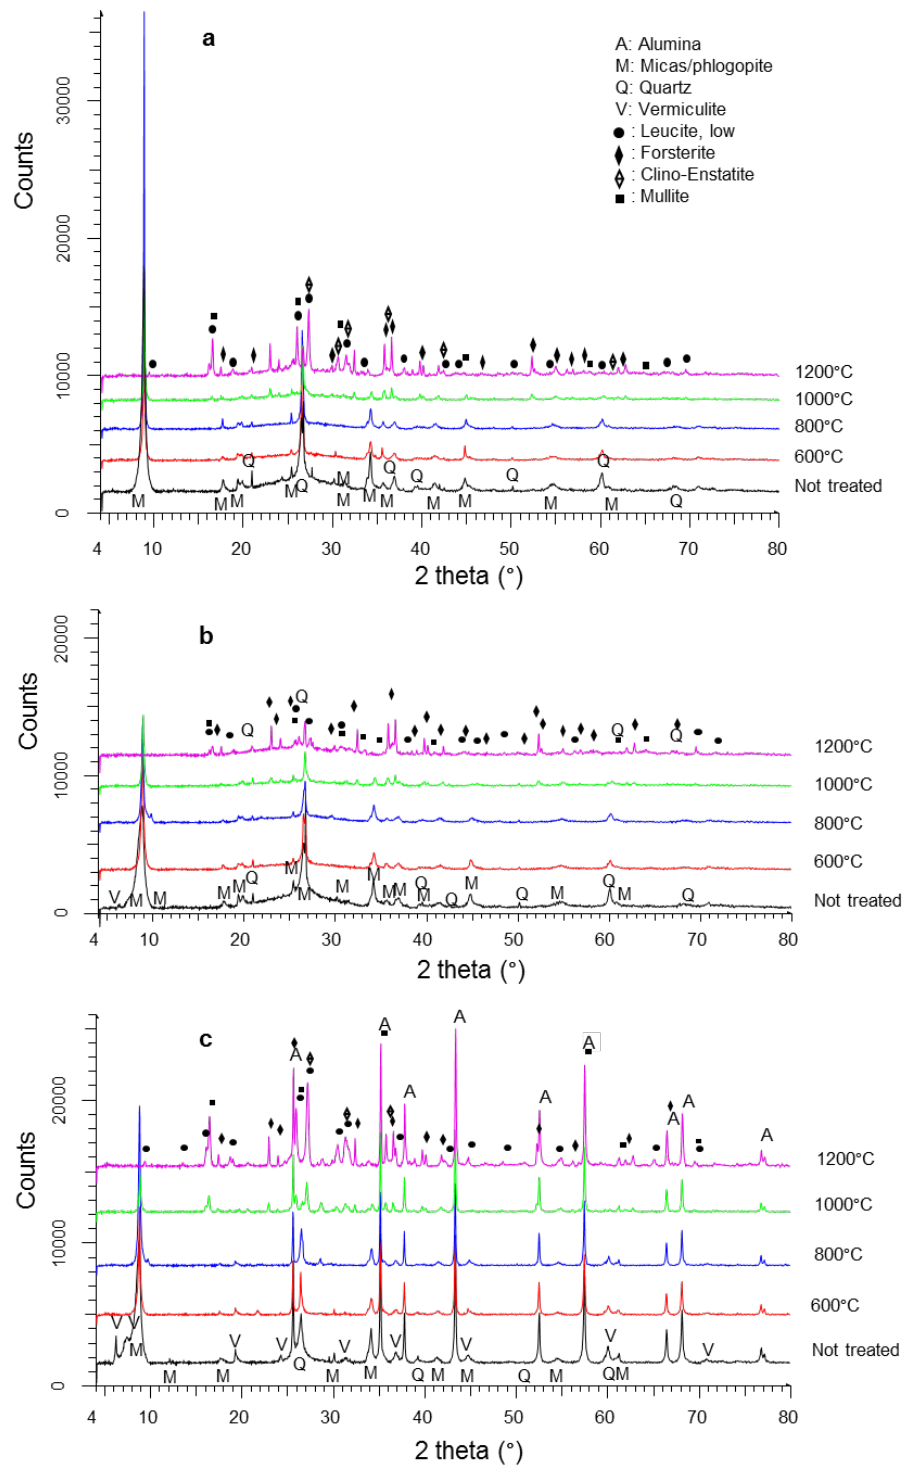 a
A: Alumina
M: Micas/phlogopite
Q: Quartz
V: Vermiculite
: Leucite, low
: Forsterite
: Clino-Enstatite
: Mullite
Counts
30000
20000
10000
0
1200°C
1000°C
800°C
600°C
Not treated
Q Q Q Q Q
M M M Q M M M M M M M M M Q
4 10 20 30 40 50 60 70 80
2 theta (°)
b
Counts
20000
10000
0
Q Q Q Q
1200°C
1000°C
800°C
600°C
Not treated
V M M M M Q M M M M M M Q M Q M Q M Q M Q
4 10 20 30 40 50 60 70 80
2 theta (°)
c
Counts
20000
10000
0
A A A A A A A A A
1200°C
1000°C
800°C
600°C
Not treated
V V M V V V V V V V
M M Q M M Q M M Q M Q M
4 10 20 30 40 50 60 70 80
2 theta (°)